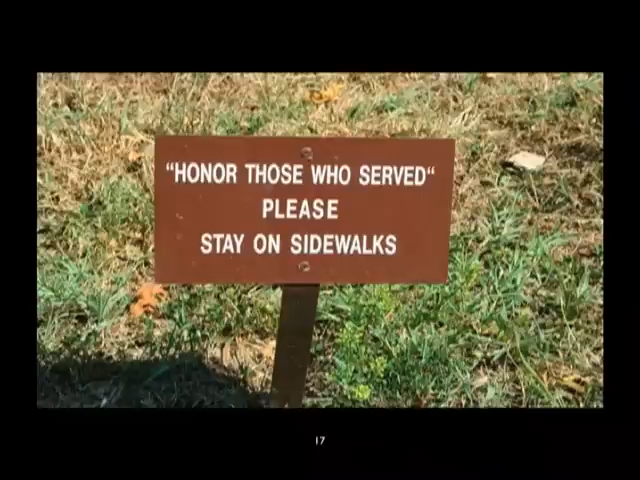 “HONOR THOSE WHO SERVED“
PLEASE
STAY ON SIDEWALKS
17